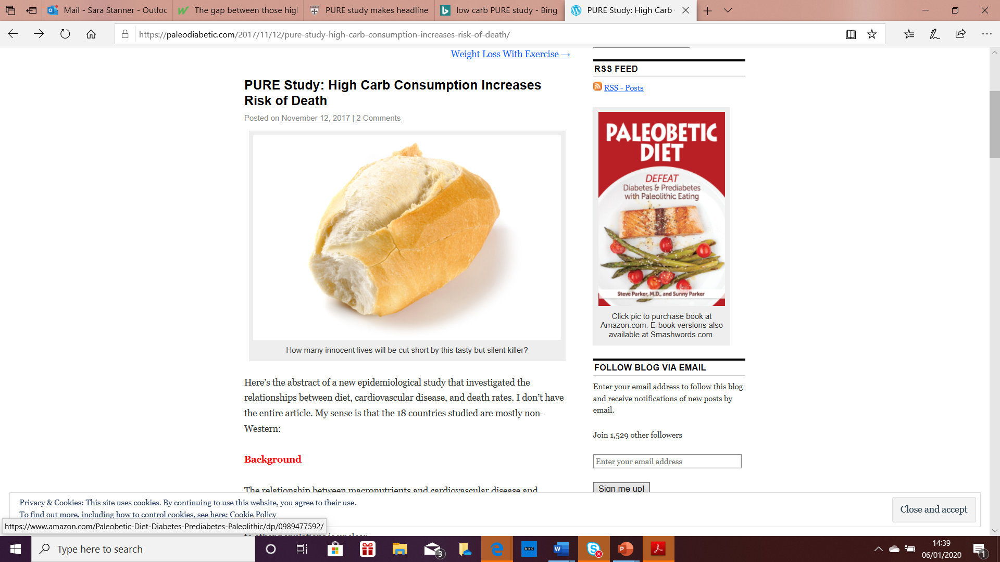 Mail - Sara Stanner - Outloc
The gap between those hig
PURE study makes headline
low carb PURE study - Bing
PURE Study: High Carb
https://paleodiabetic.com/2017/11/12/pure-study-high-carb-consumption-increases-risk-of-death/
Weight Loss With Exercise →
PURE Study: High Carb Consumption Increases
Risk of Death
Posted on November 12, 2017 | 2 Comments
How many innocent lives will be cut short by this tasty but silent killer?
Here's the abstract of a new epidemiological study that investigated the
relationships between diet, cardiovascular disease, and death rates. I don't have
the entire article. My sense is that the 18 countries studied are mostly non-
Western:
Background
The relationship between macronutrients and cardiovascular disease and
RSS FEED
RSS - Posts
PALEOBETIC
DIET
DEFEAT
Diabetes & Prediabetes
with Paleolithic Eating
Steve Parker, M.D., and Sunny Parker
Click pic to purchase book at
Amazon.com. E-book versions also
available at Smashwords.com.
FOLLOW BLOG VIA EMAIL
Enter your email address to follow this blog
and receive notifications of new posts by
email.
Join 1,529 other followers
Enter your email address
Sign me up!
Privacy & Cookies: This site uses cookies. By continuing to use this website, you agree to their use.
To find out more, including how to control cookies, see here: Cookie Policy
Close and accept
https://www.amazon.com/Paleobetic-Diet-Diabetes-Prediabetes-Paleolithic/dp/0989477592/
Type here to search
3
BBC
14:39
06/01/2020
1